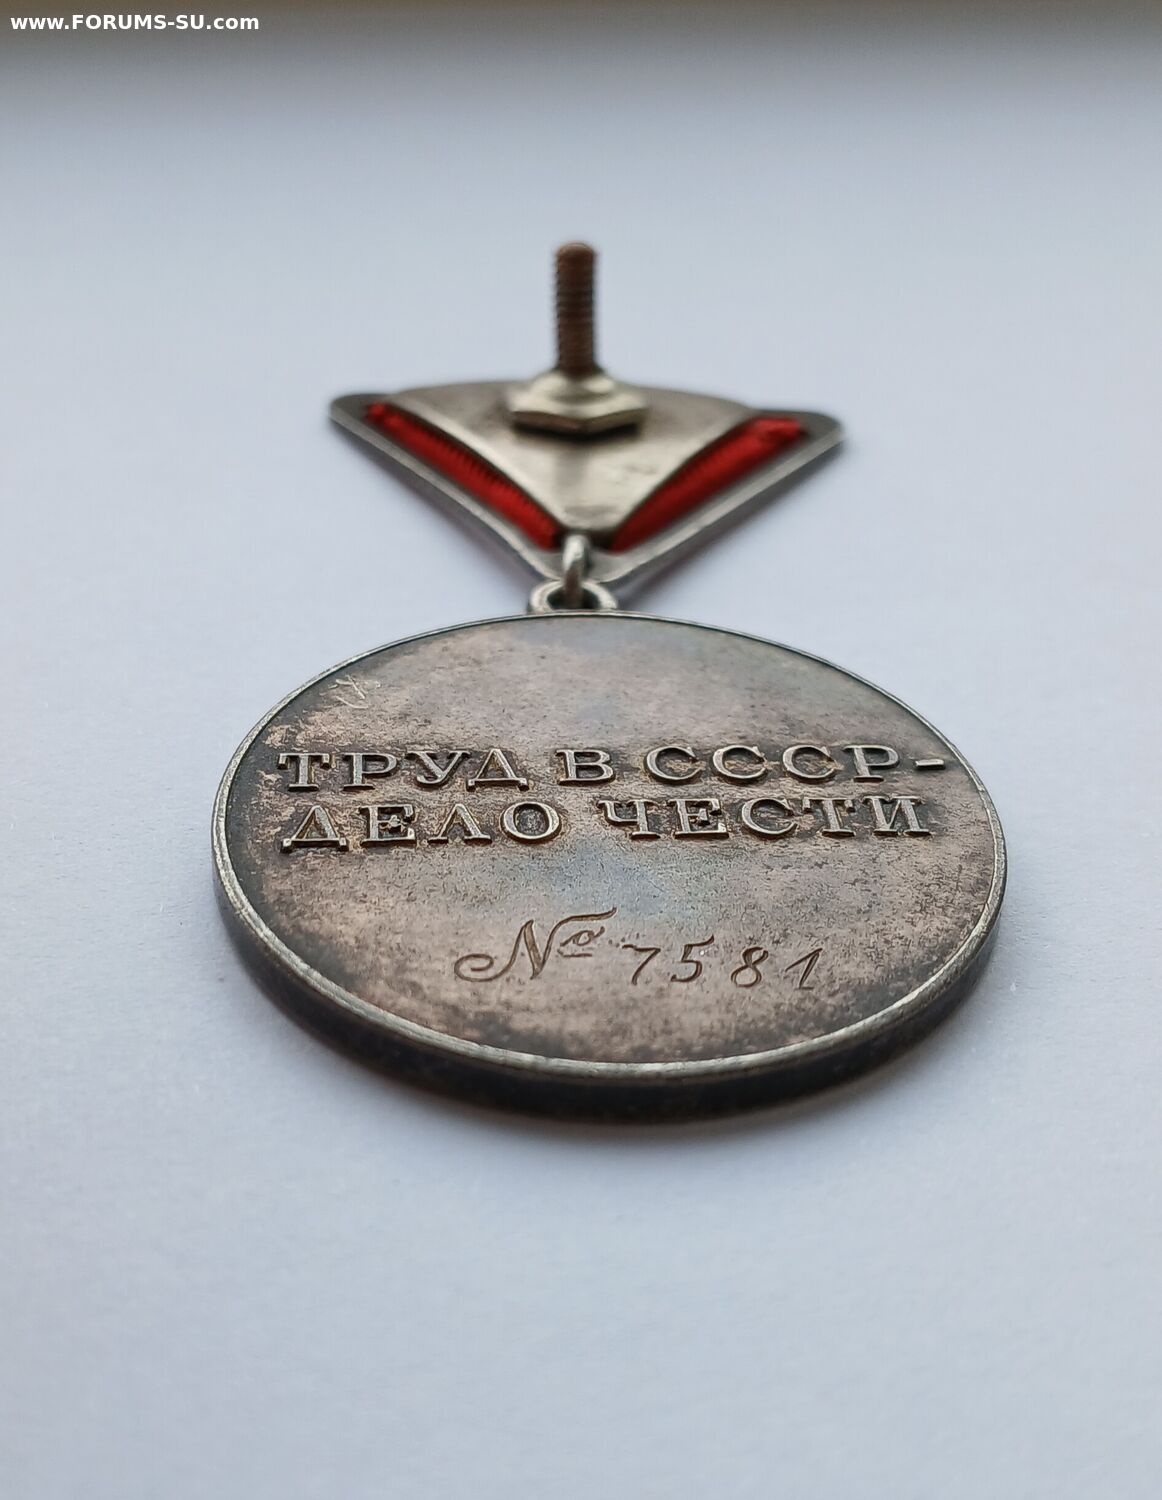 www.FORUMS-SU.com
ТРУД В СССР-
ДЕЛО ЧЕСТИ
№ 7581